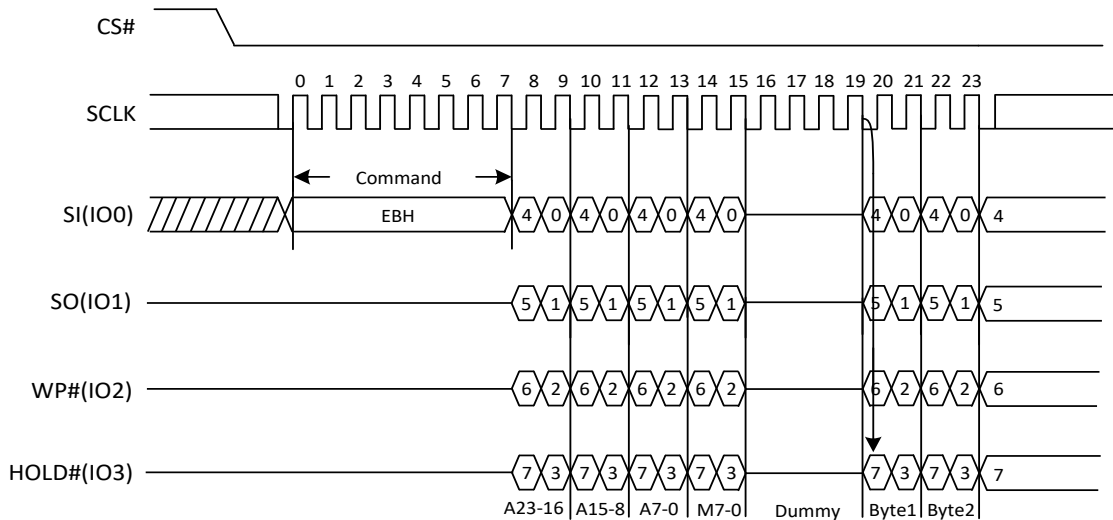 CS#
0 1 2 3 4 5 6 7 8 9 10 11 12 13 14 15 16 17 18 19 20 21 22 23
SCLK
Command
SI(IO0) EBH 4 0 4 0 4 0 4 0 4 0 4 0 4
SO(IO1) 5 1 5 1 5 1 5 1 5 1 5 1 5
WP#(IO2) 6 2 6 2 6 2 6 2 6 2 6 2 6
HOLD#(IO3) 7 3 7 3 7 3 7 3 7 3 7 3 7
A23-16 A15-8 A7-0 M7-0 Dummy Byte1 Byte2